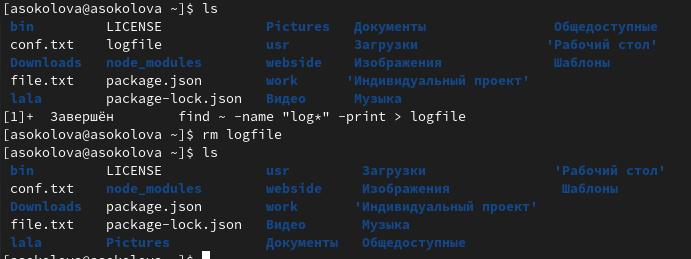 [asokolova@asokolova ~]$ ls
bin LICENSE Pictures Документы Общедоступные
conf.txt logfile usr Загрузки 'Рабочий стол'
Downloads node_modules webside Изображения Шаблоны
file.txt package.json work 'Индивидуальный проект'
lala package-lock.json Видео Музыка
[1]+ Завершён find ~ -name "log*" -print > logfile
[asokolova@asokolova ~]$ rm logfile
[asokolova@asokolova ~]$ ls
bin LICENSE usr Загрузки 'Рабочий стол'
conf.txt node_modules webside Изображения Шаблоны
Downloads package.json work 'Индивидуальный проект'
file.txt package-lock.json Видео Музыка
lala Pictures Документы Общедоступные
[asokolova@asokolova ~]$